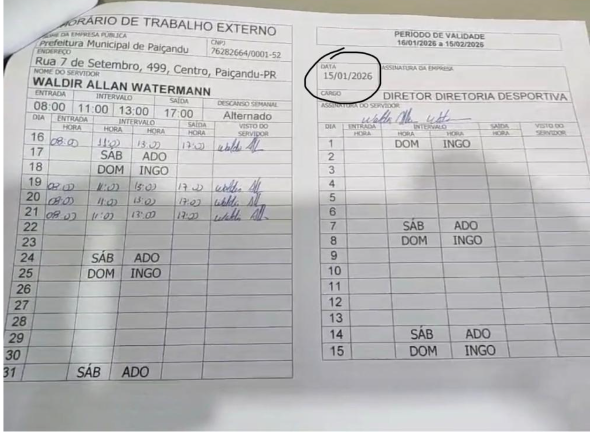 HORÁRIO DE TRABALHO EXTERNO
NOME DA EMPRESA PÚBLICA
Prefeitura Municipal de Paiçandu
CNPJ
76282664/0001-52
ENDEREÇO
Rua 7 de Setembro, 499, Centro, Paiçandu-PR
NOME DO SERVIDOR
WALDIR ALLAN WATERMANN
ENTRADA INTERVALO SAÍDA DESCANSO SEMANAL
08:00 11:00 13:00 17:00 Alternado
DIA ENTRADA INTERVALO SAÍDA VISTO DO SERVIDOR
HORA HORA HORA HORA
16 08:00 11:00 13:00 17:00
17 SÁB ADO
18 DOM INGO
19 08:00 11:00 13:00 17:00
20 08:00 11:00 13:00 17:00
21 08:00 11:00 13:00 17:00
22
23
24 SÁB ADO
25 DOM INGO
26
27
28
29
30
31 SÁB ADO
PERÍODO DE VALIDADE
16/01/2026 a 15/02/2026
DATA
15/01/2026
ASSINATURA DA EMPRESA
CARGO
DIRETOR DIRETORIA DESPORTIVA
ASSINATURA DO SERVIDOR
DIA ENTRADA INTERVALO SAÍDA VISTO DO SERVIDOR
HORA HORA HORA HORA
1 DOM INGO
2
3
4
5
6
7 SÁB ADO
8 DOM INGO
9
10
11
12
13
14 SÁB ADO
15 DOM INGO